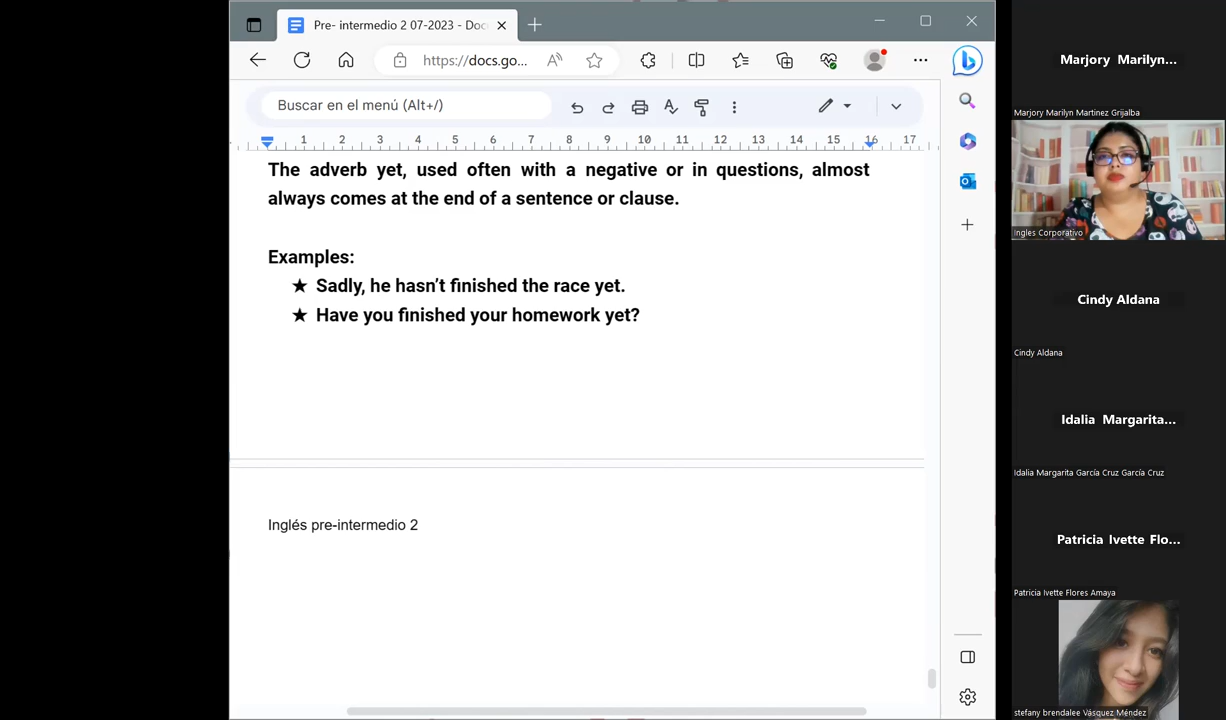 Pre- intermedio 2 07-2023 - Doc
https://docs.go...
Buscar en el menú (Alt+/)
1 2 3 4 5 6 7 8 9 10 11 12 13 14 15 16 17
The adverb yet, used often with a negative or in questions, almost
always comes at the end of a sentence or clause.
Examples:
★ Sadly, he hasn't finished the race yet.
★ Have you finished your homework yet?
Inglés pre-intermedio 2
Marjory Marilyn...
Marjory Marilyn Martinez Grijalba
Ingles Corporativo
Cindy Aldana
Cindy Aldana
Idalia Margarita...
Idalia Margarita García Cruz García Cruz
Patricia Ivette Flo...
Patricia Ivette Flores Amaya
stefany brendalee Vásquez Méndez